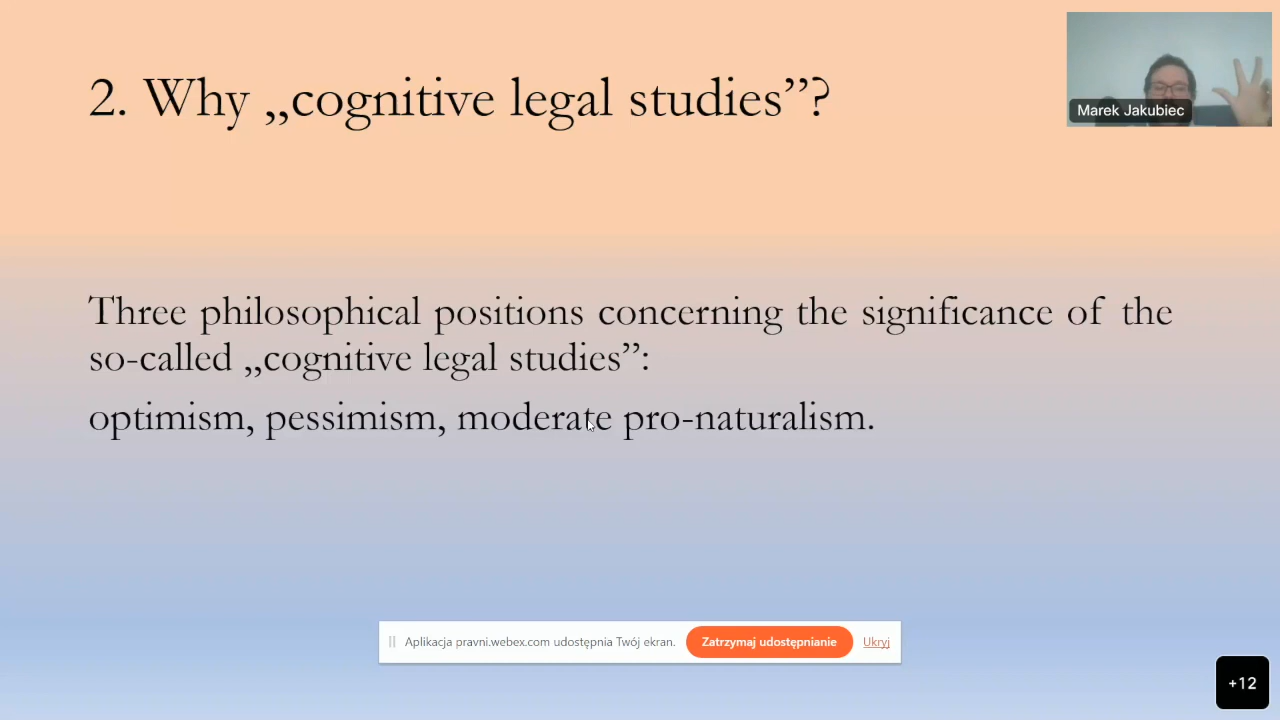 2. Why „cognitive legal studies”?
Marek Jakubiec
Three philosophical positions concerning the significance of the
so-called „cognitive legal studies”:
optimism, pessimism, moderate pro-naturalism.
Aplikacja pravni.webex.com udostępnia Twój ekran.
Zatrzymaj udostępnianie
Ukryj
+12